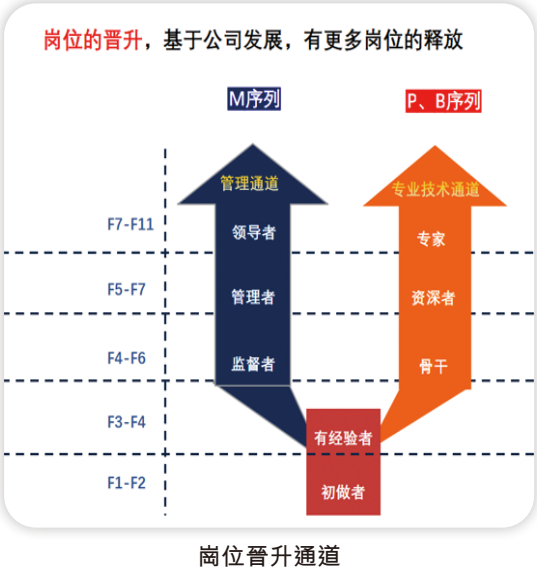 岗位的晋升，基于公司发展，有更多岗位的释放
M序列
P、B序列
管理通道
专业技术通道
F7-F11
领导者
专家
F5-F7
管理者
资深者
F4-F6
监督者
骨干
F3-F4
有经验者
F1-F2
初做者
崗位晉升通道